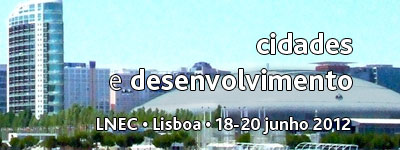 cidades
e desenvolvimento
LNEC • Lisboa • 18-20 junho 2012